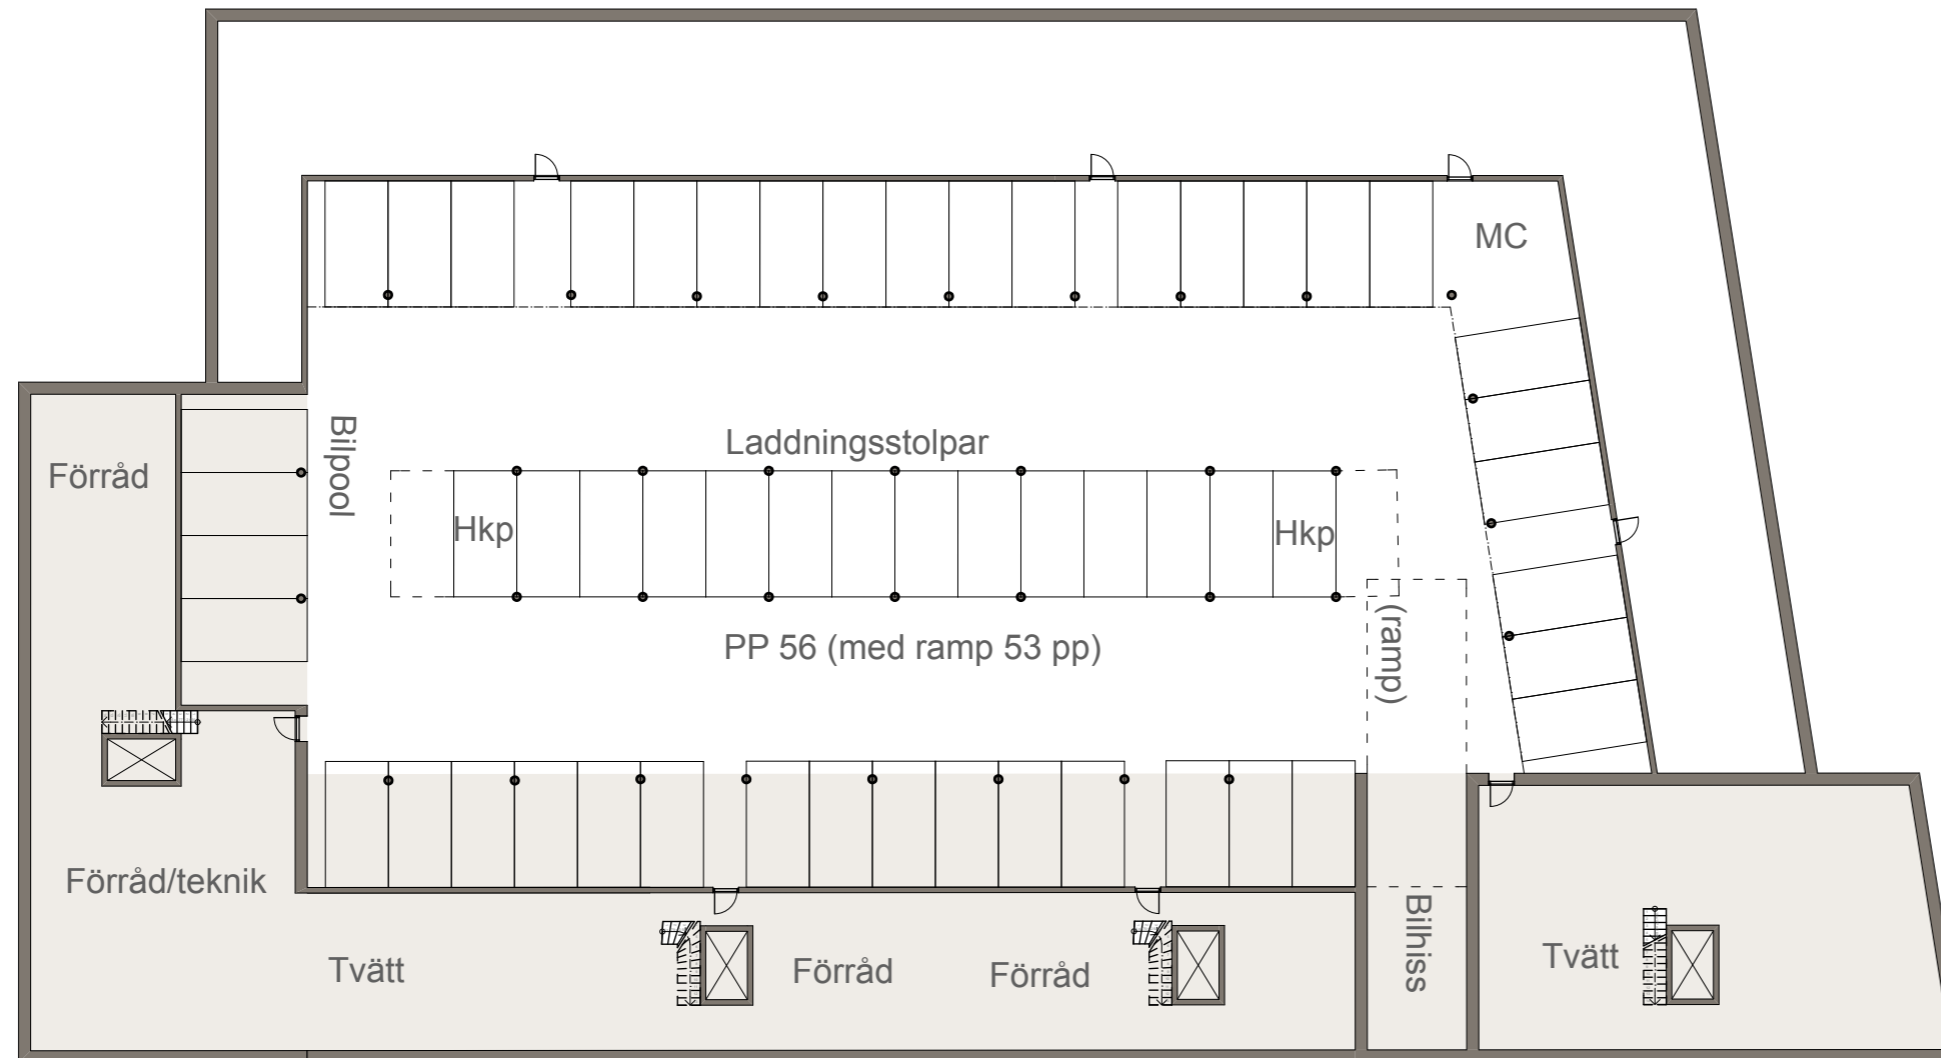 MC
Bilpool
Laddningsstolpar
Förråd
Hkp
Hkp
PP 56 (med ramp 53 pp)
(ramp)
Förråd/teknik
Tvätt
Förråd
Förråd
Bilhiss
Tvätt